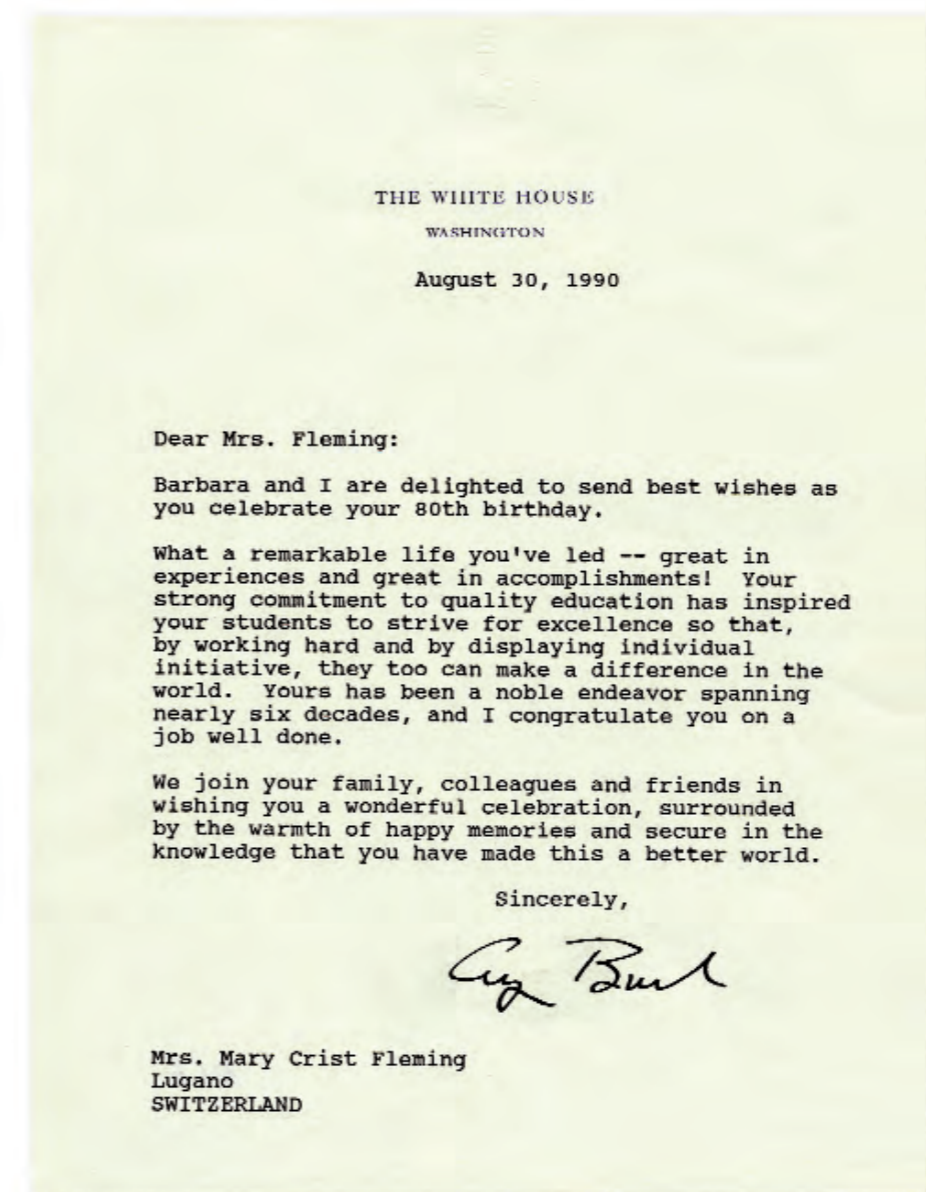 THE WHITE HOUSE
WASHINGTON
August 30, 1990
Dear Mrs. Fleming:
Barbara and I are delighted to send best wishes as
you celebrate your 80th birthday.
What a remarkable life you've led -- great in
experiences and great in accomplishments! Your
strong commitment to quality education has inspired
your students to strive for excellence so that,
by working hard and by displaying individual
initiative, they too can make a difference in the
world. Yours has been a noble endeavor spanning
nearly six decades, and I congratulate you on a
job well done.
We join your family, colleagues and friends in
wishing you a wonderful celebration, surrounded
by the warmth of happy memories and secure in the
knowledge that you have made this a better world.
Sincerely,
G Bush
Mrs. Mary Crist Fleming
Lugano
SWITZERLAND